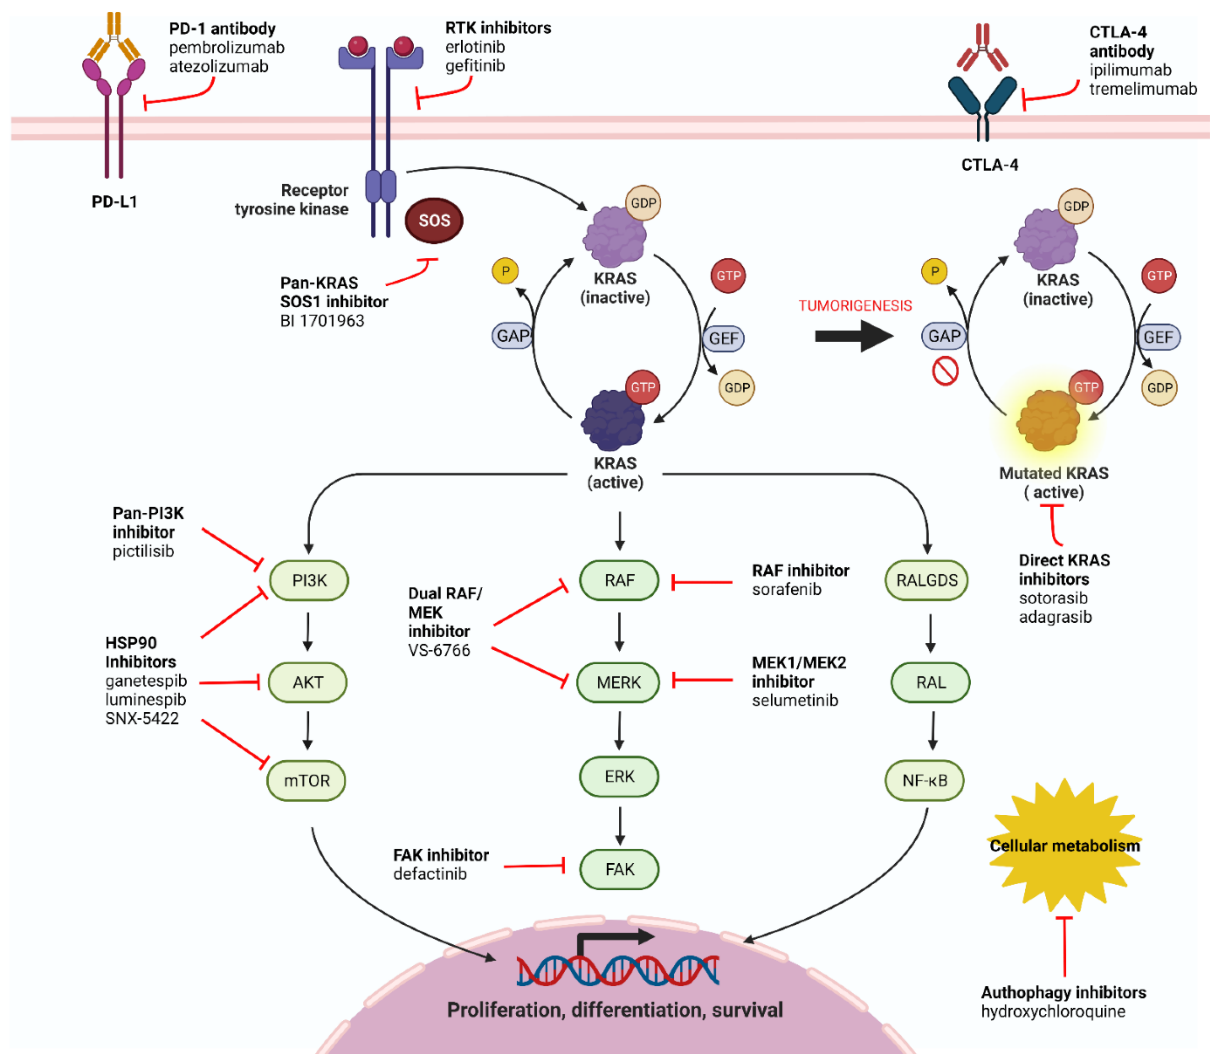 PD-1 antibody
pembrolizumab
atezolizumab
RTK inhibitors
erlotinib
gefitinib
CTLA-4
antibody
ipilimumab
tremelimumab
PD-L1
CTLA-4
Receptor
tyrosine kinase
SOS
Pan-KRAS
SOS1 inhibitor
BI 1701963
GDP
KRAS
(inactive)
P
GTP
GAP
GEF
GTP
GDP
KRAS
(active)
TUMORIGENESIS
GDP
KRAS
(inactive)
P
GTP
GAP
GEF
GTP
GDP
Mutated KRAS
( active)
Direct KRAS
inhibitors
sotorasib
adagrasib
Pan-PI3K
inhibitor
pictilisib
PI3K
HSP90
Inhibitors
ganetespib
luminespib
SNX-5422
AKT
mTOR
Dual RAF/
MEK
inhibitor
VS-6766
RAF
RAF inhibitor
sorafenib
MERK
MEK1/MEK2
inhibitor
selumetinib
ERK
FAK inhibitor
defactinib
FAK
RALGDS
RAL
NF-κB
Cellular metabolism
Authophagy inhibitors
hydroxychloroquine
Proliferation, differentiation, survival